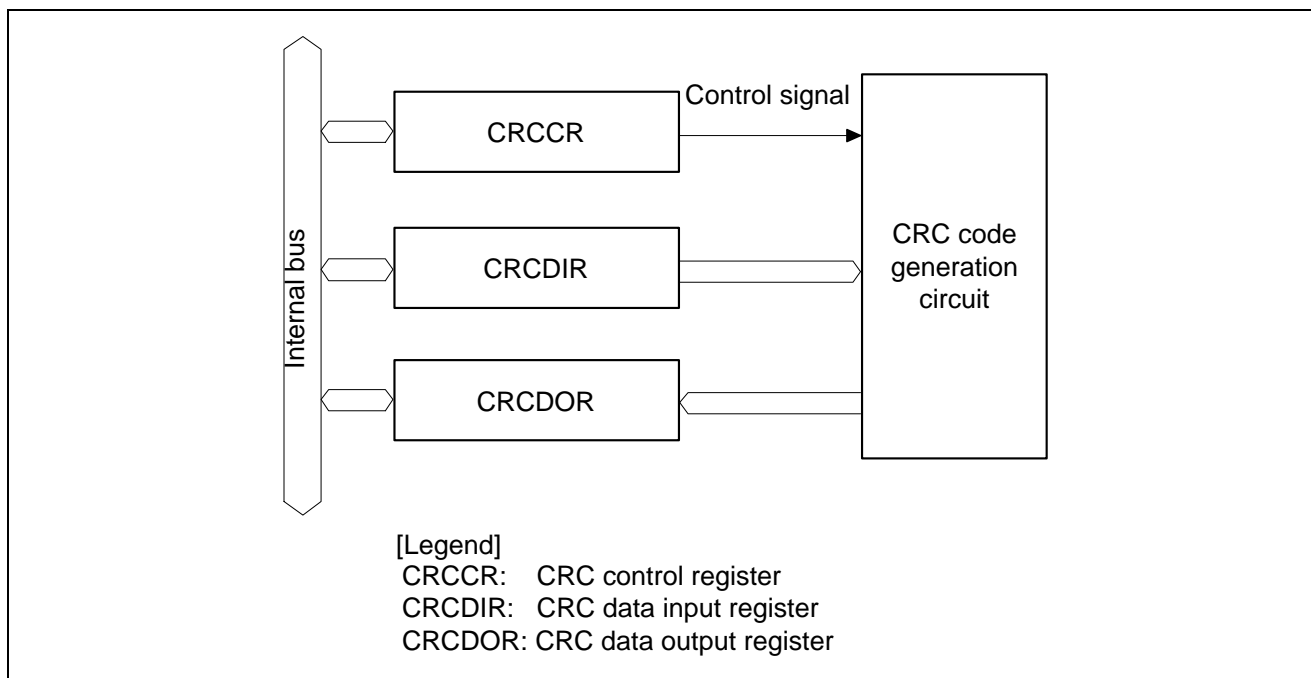 Control signal
CRCCR
CRC code
generation
circuit
CRCDIR
Internal bus
CRCDOR
[Legend]
CRCCR: CRC control register
CRCDIR: CRC data input register
CRCDOR: CRC data output register